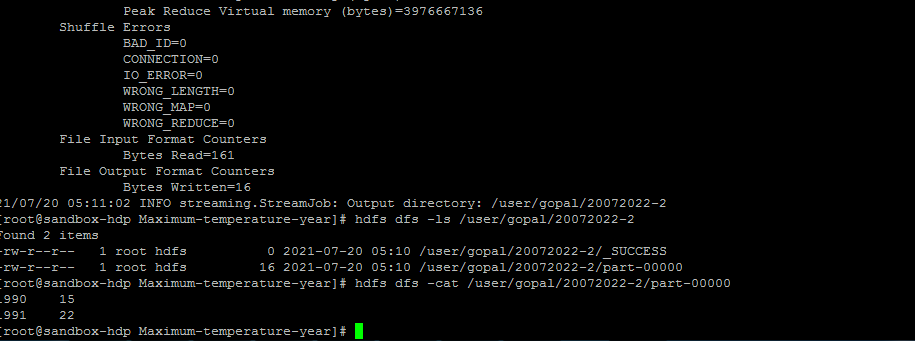 Peak Reduce Virtual memory (bytes)=3976667136
Shuffle Errors
BAD_ID=0
CONNECTION=0
IO_ERROR=0
WRONG_LENGTH=0
WRONG_MAP=0
WRONG_REDUCE=0
File Input Format Counters
Bytes Read=161
File Output Format Counters
Bytes Written=16
21/07/20 05:11:02 INFO streaming.StreamJob: Output directory: /user/gopal/20072022-2
[root@sandbox-hdp Maximum-temperature-year]# hdfs dfs -ls /user/gopal/20072022-2
Found 2 items
-rw-r--r-- 1 root hdfs 0 2021-07-20 05:10 /user/gopal/20072022-2/_SUCCESS
-rw-r--r-- 1 root hdfs 16 2021-07-20 05:10 /user/gopal/20072022-2/part-00000
[root@sandbox-hdp Maximum-temperature-year]# hdfs dfs -cat /user/gopal/20072022-2/part-00000
1990 15
1991 22
[root@sandbox-hdp Maximum-temperature-year]#